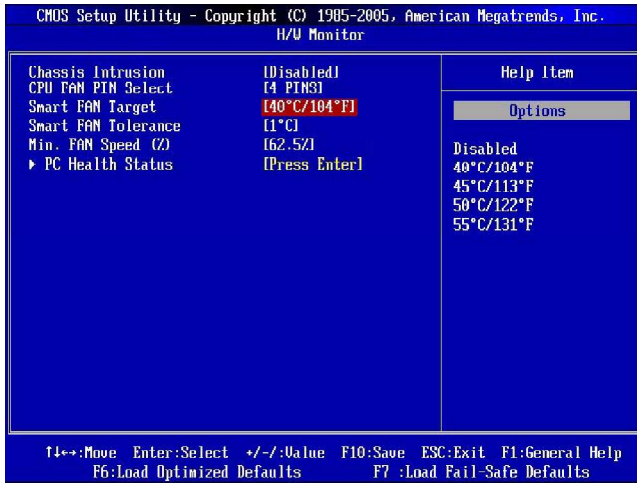 CMOS Setup Utility - Copyright (C) 1985-2005, American Megatrends, Inc.
H/W Monitor
Chassis Intrusion [Disabled]
CPU FAN PIN Select [4 PINS]
Smart FAN Target [40°C/104°F]
Smart FAN Tolerance [1°C]
Min. FAN Speed (%) [62.5%]
▶ PC Health Status [Press Enter]
Help Item
Options
Disabled
40°C/104°F
45°C/113°F
50°C/122°F
55°C/131°F
↑↓←→:Move Enter:Select +/-/:Value F10:Save ESC:Exit F1:General Help
F6:Load Optimized Defaults F7 :Load Fail-Safe Defaults